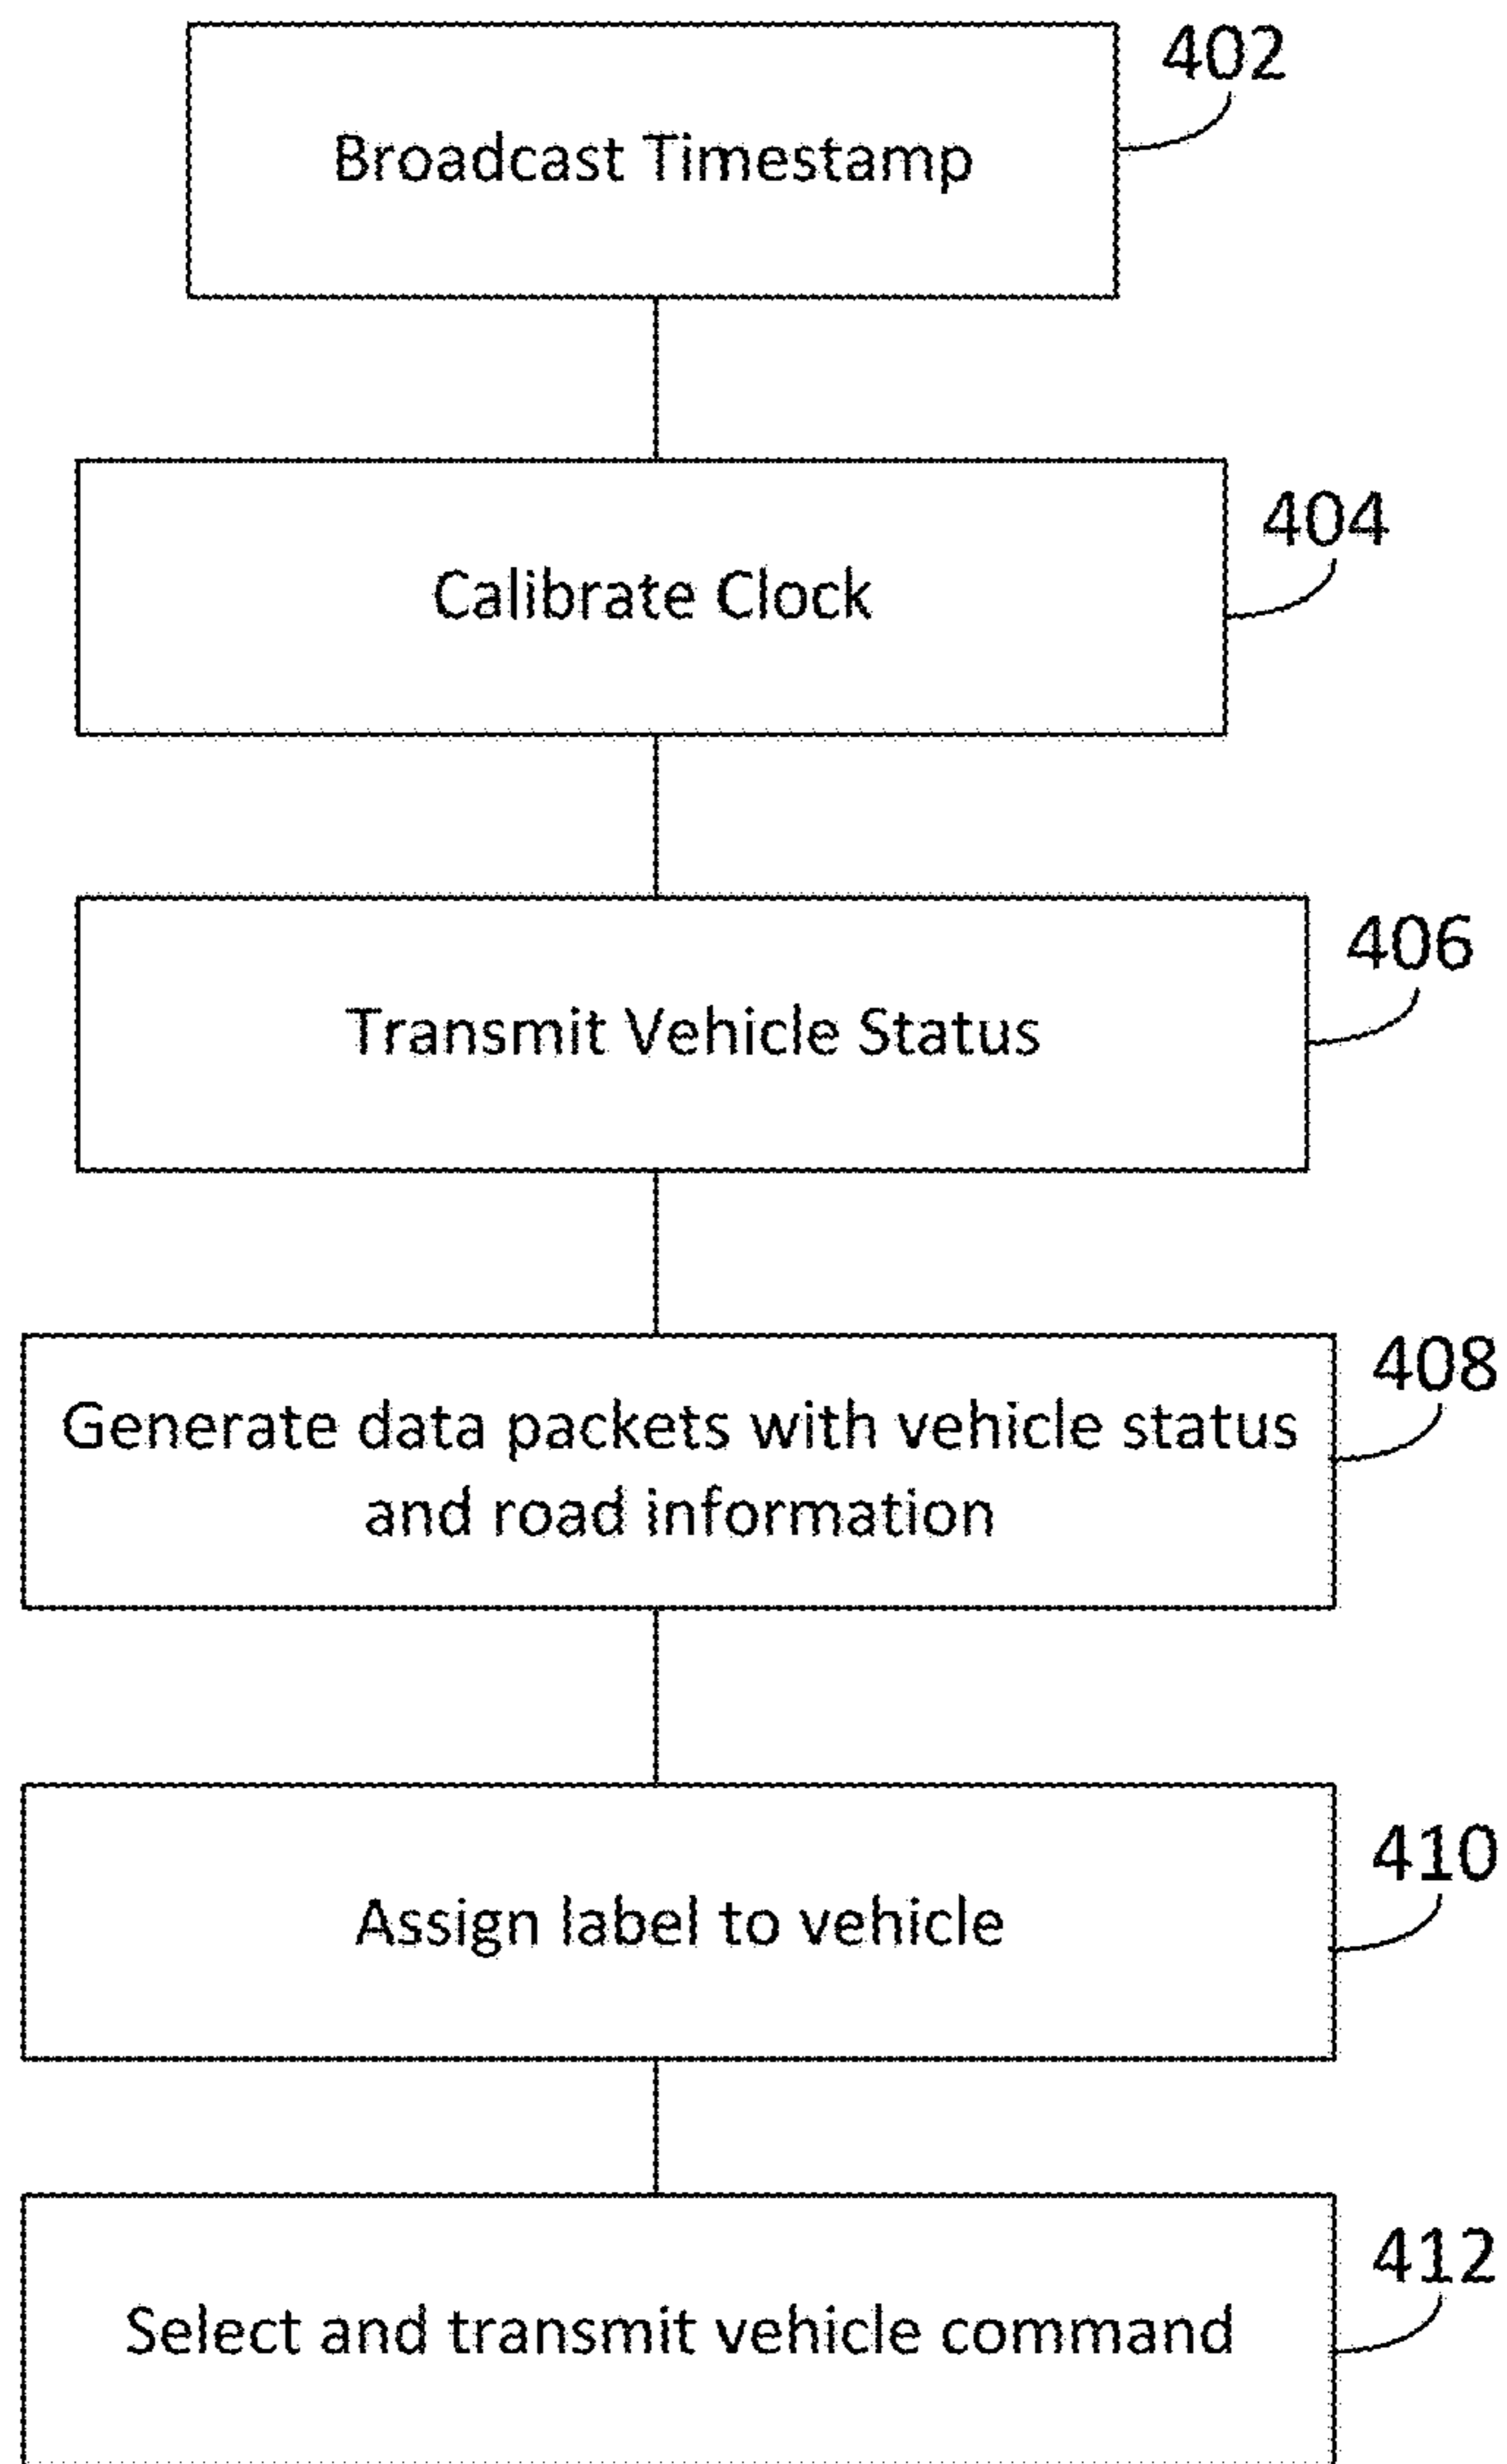 402
Broadcast Timestamp
404
Calibrate Clock
406
Transmit Vehicle Status
408
Generate data packets with vehicle status
and road information
410
Assign label to vehicle
412
Select and transmit vehicle command